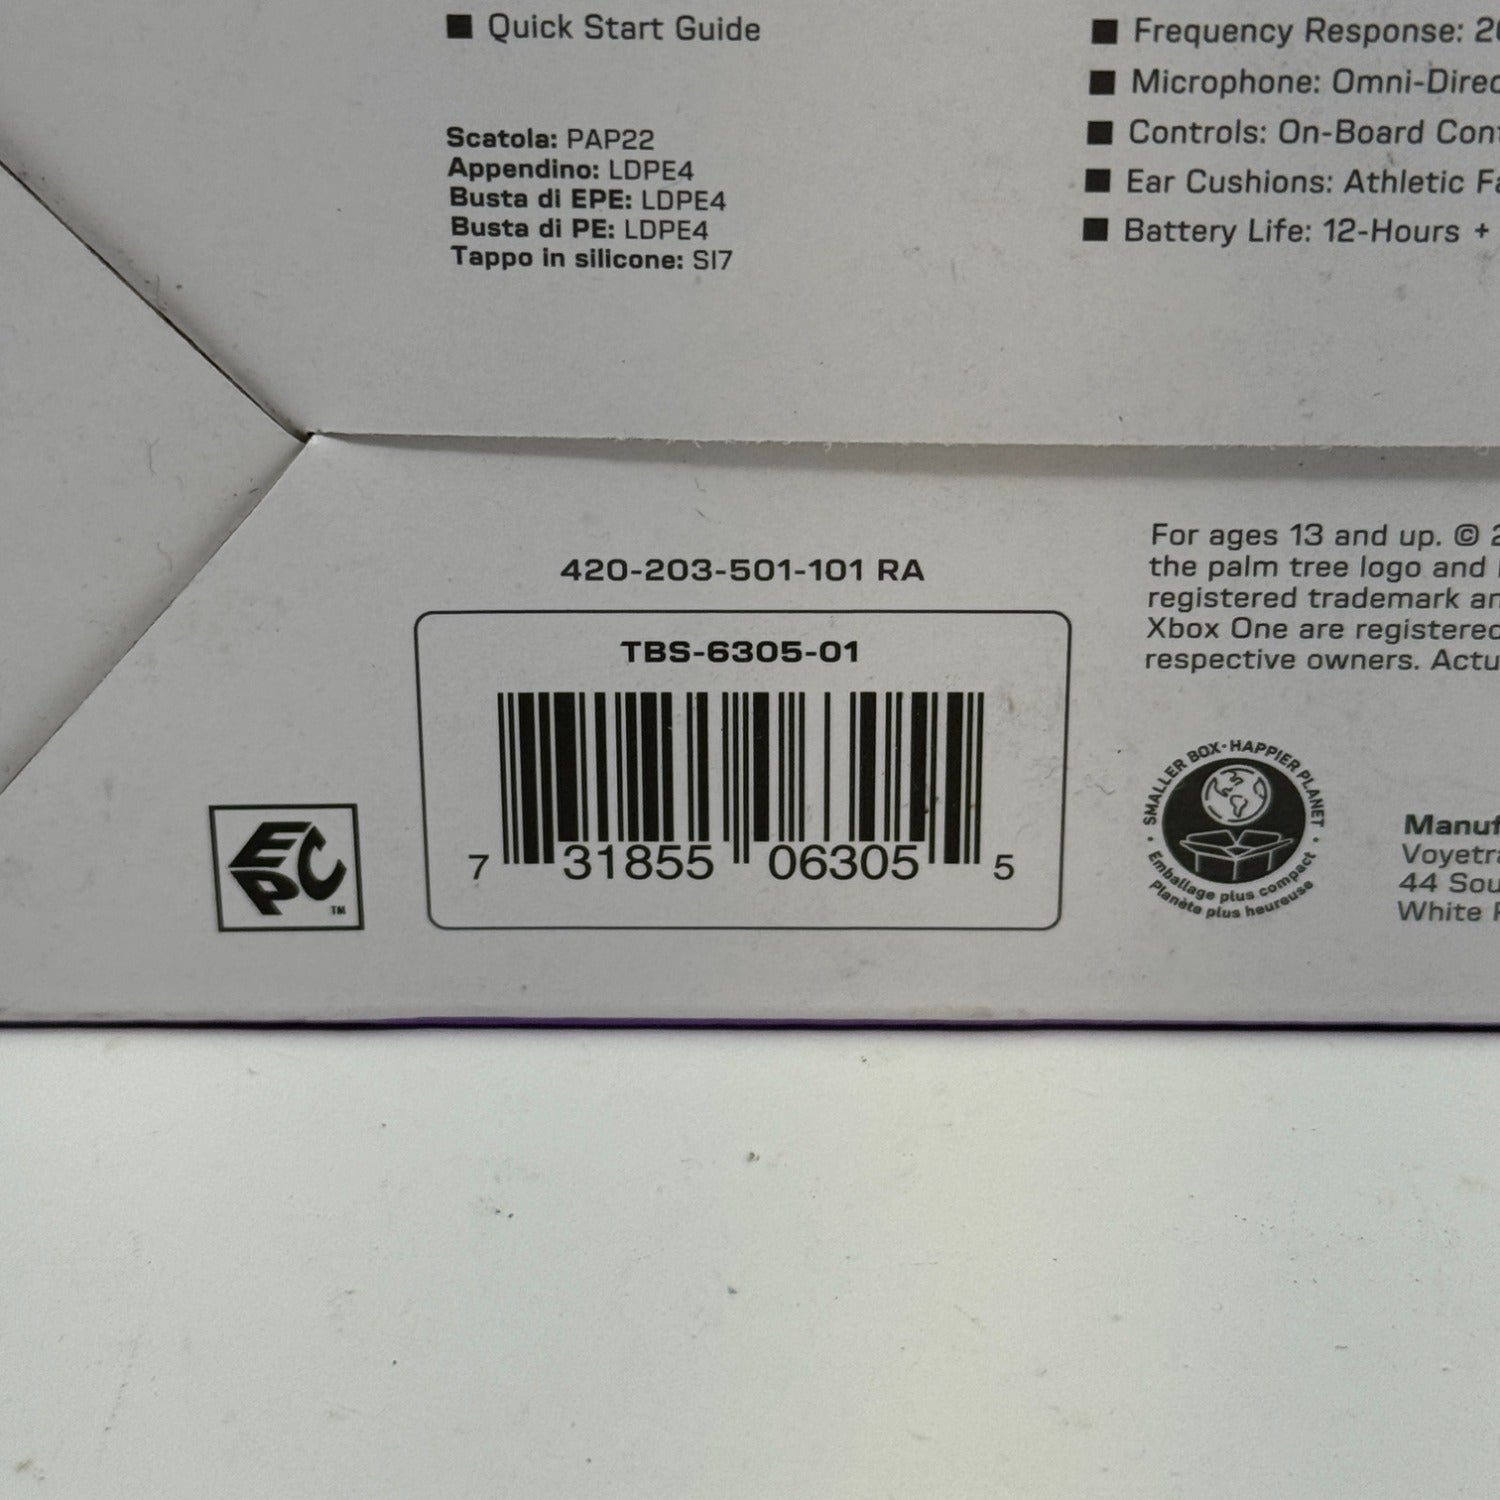 ■ Quick Start Guide
Scatola: PAP22
Appendino: LDPE4
Busta di EPE: LDPE4
Busta di PE: LDPE4
Tappo in silicone: SI7
■ Frequency Response:
■ Microphone:
■ Controls: On-Board
■ Ear Cushions: Athletic
■ Battery Life: 12-Hours +
420-203-501-101 RA
TBS-6305-01
7 31855 06305 5
EPC ™
For ages 13 and up. ©
the palm tree logo and
registered trademark
Xbox One are
respective owners.
SMALLER BOX · HAPPIER PLANET
Emballage plus compact
Planète plus heureuse
44
White